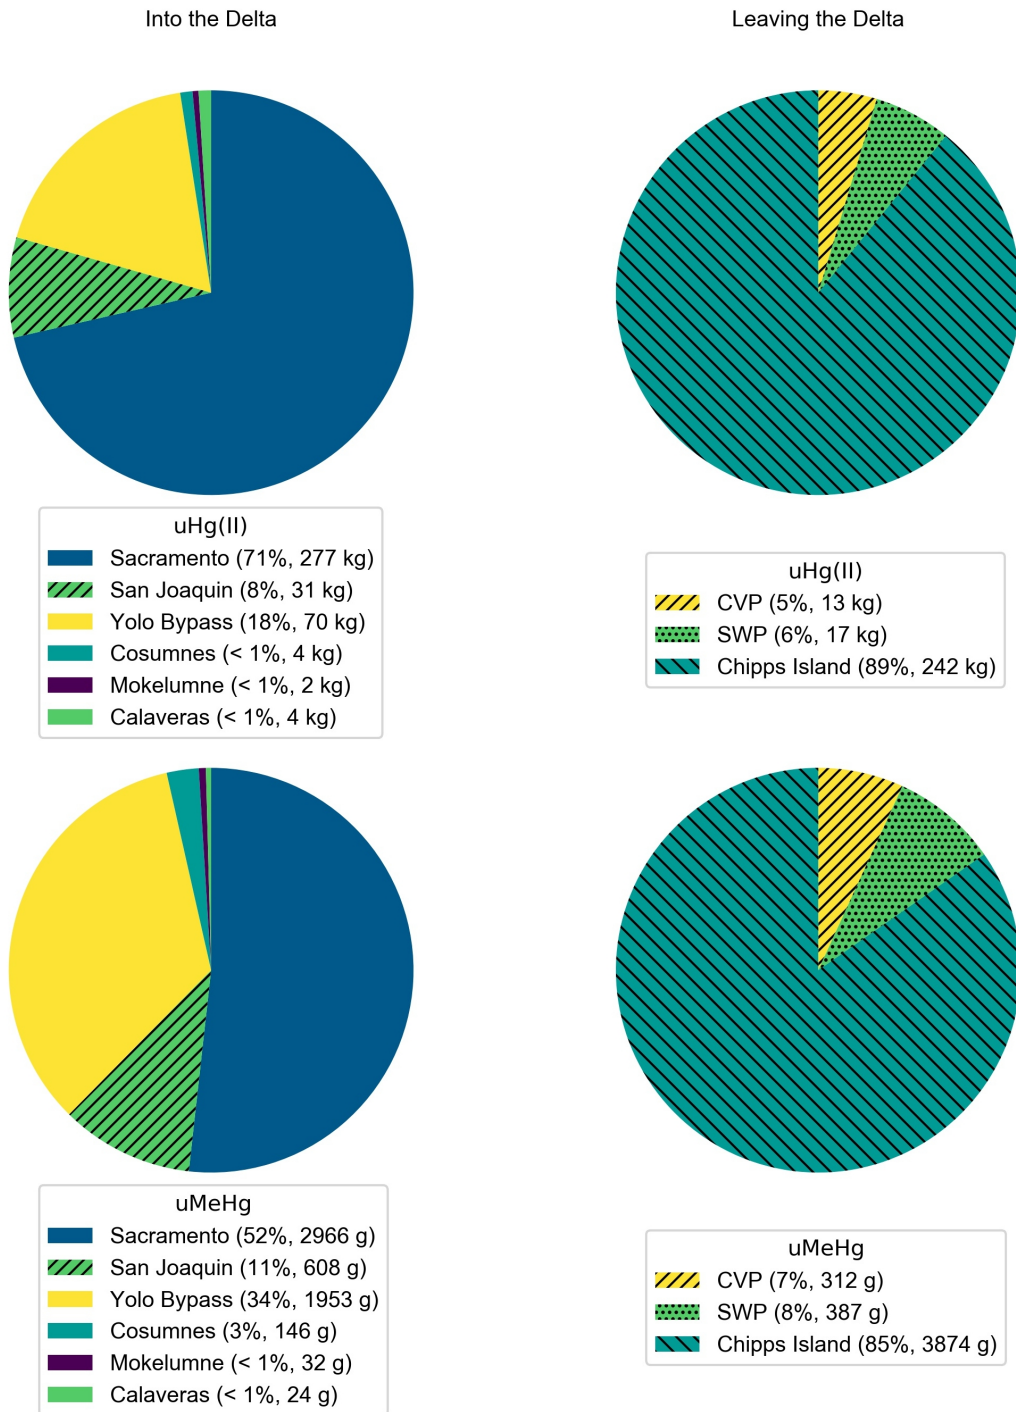 Into the Delta
Leaving the Delta
uHg(II)
Sacramento (71%, 277 kg)
San Joaquin (8%, 31 kg)
Yolo Bypass (18%, 70 kg)
Cosumnes (< 1%, 4 kg)
Mokelumne (< 1%, 2 kg)
Calaveras (< 1%, 4 kg)
uHg(II)
CVP (5%, 13 kg)
SWP (6%, 17 kg)
Chipps Island (89%, 242 kg)
uMeHg
Sacramento (52%, 2966 g)
San Joaquin (11%, 608 g)
Yolo Bypass (34%, 1953 g)
Cosumnes (3%, 146 g)
Mokelumne (< 1%, 32 g)
Calaveras (< 1%, 24 g)
uMeHg
CVP (7%, 312 g)
SWP (8%, 387 g)
Chipps Island (85%, 3874 g)